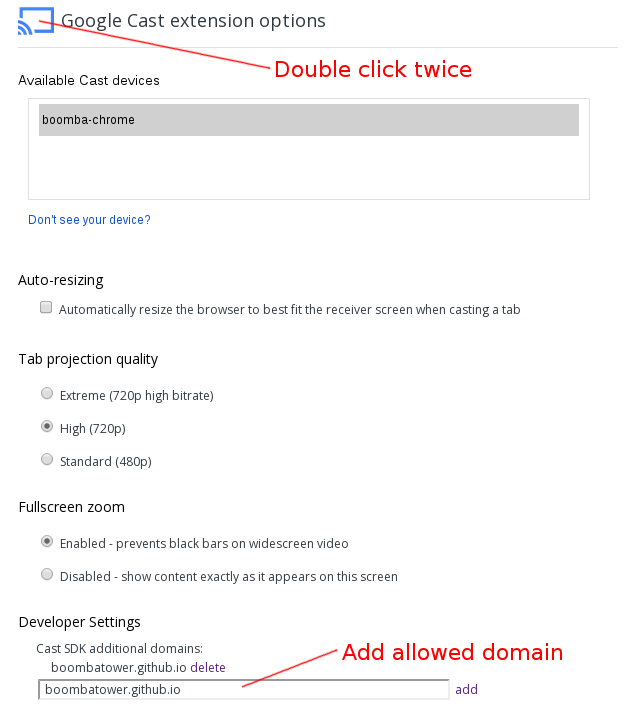 Google Cast extension options
Double click twice
Available Cast devices
boomba-chrome
Don't see your device?
Auto-resizing
Automatically resize the browser to best fit the receiver screen when casting a tab
Tab projection quality
Extreme (720p high bitrate)
High (720p)
Standard (480p)
Fullscreen zoom
Enabled - prevents black bars on widescreen video
Disabled - show content exactly as it appears on this screen
Developer Settings
Cast SDK additional domains:
Add allowed domain
boombatower.github.io delete
boombatower.github.io add